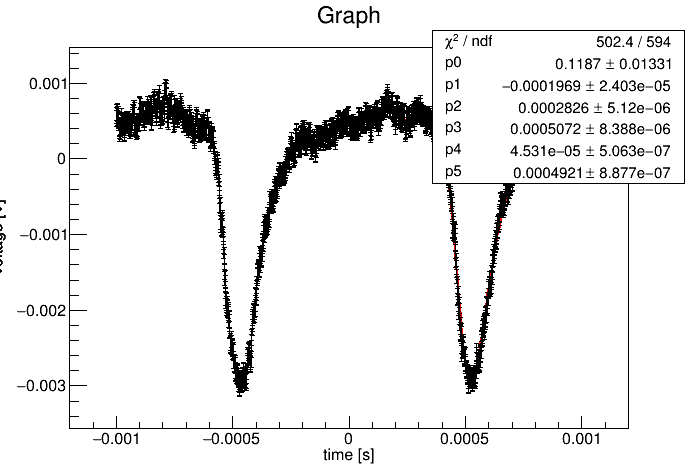 Graph
χ² / ndf 502.4 / 594
p0 0.1187 ± 0.01331
p1 −0.0001969 ± 2.403e−05
p2 0.0002826 ± 5.12e−06
p3 0.0005072 ± 8.388e−06
p4 4.531e−05 ± 5.063e−07
p5 0.0004921 ± 8.877e−07
0.001
0
−0.001
−0.002
−0.003
−0.001 −0.0005 0 0.0005 0.001
time [s]